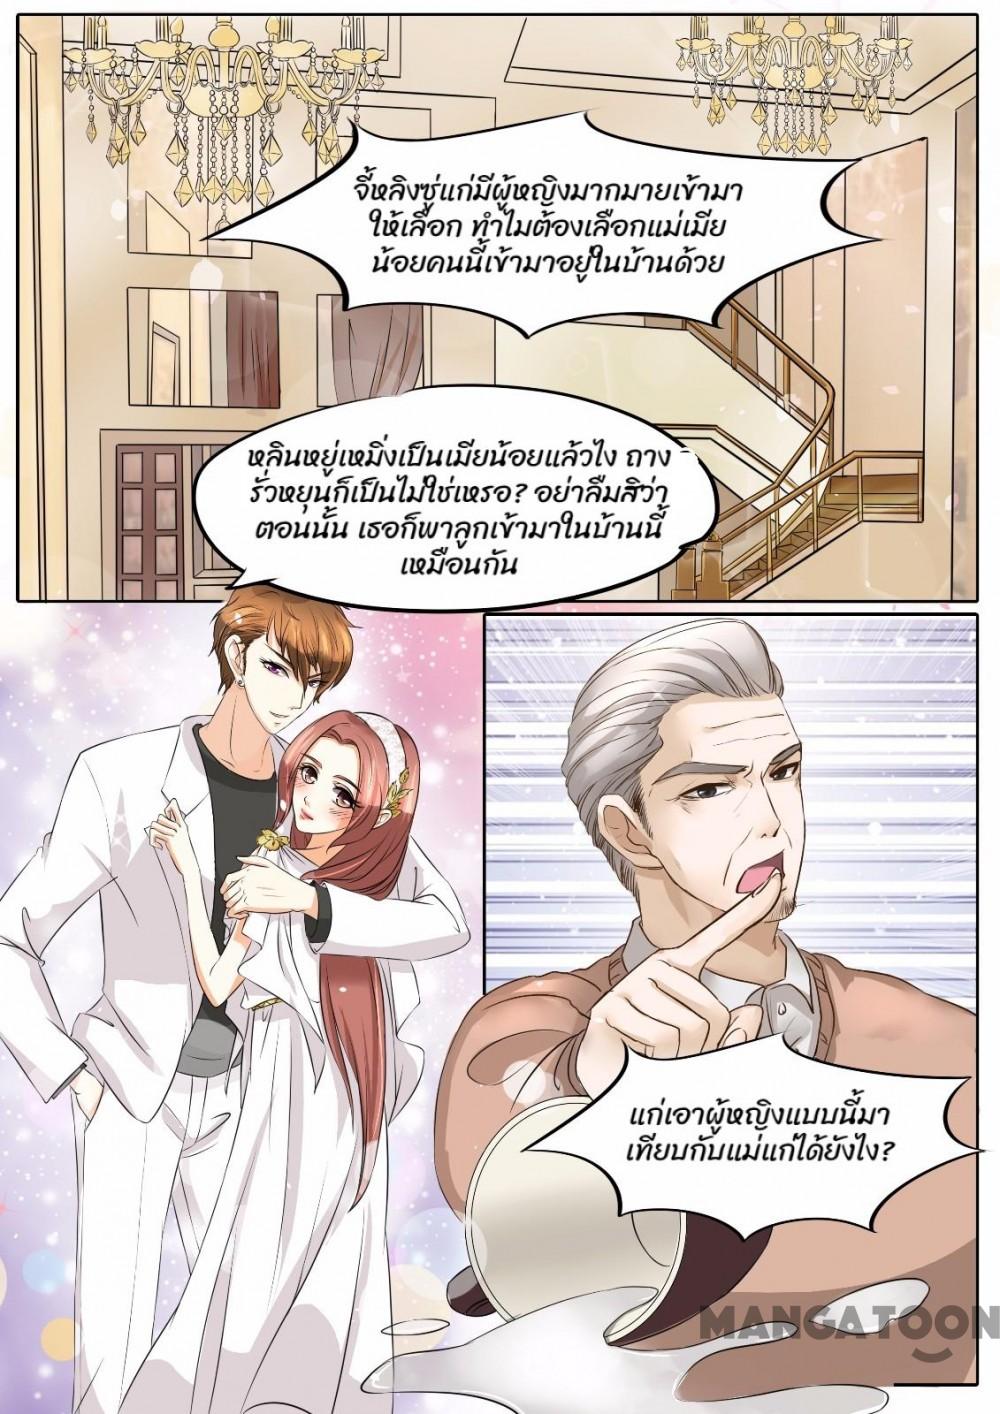 จี้หลิงซู่แก่มีผู้หญิงมากมายเข้ามา
ให้เลือก ทำไมต้องเลือกแม่เมีย
น้อยคนนี้เข้ามาอยู่ในบ้านด้วย
หลินหยู่เหมิ่งเป็นเมียน้อยแล้วไง ถาง
รั่วหยุนก็เป็นไม่ใช่เหรอ? อย่าลืมสิว่า
ตอนนั้น เธอก็พาลูกเข้ามาในบ้านนี้
เหมือนกัน
แก่เอาผู้หญิงแบบนี้มา
เทียบกับแม่แก่ได้ยังไง?
MANGATOON